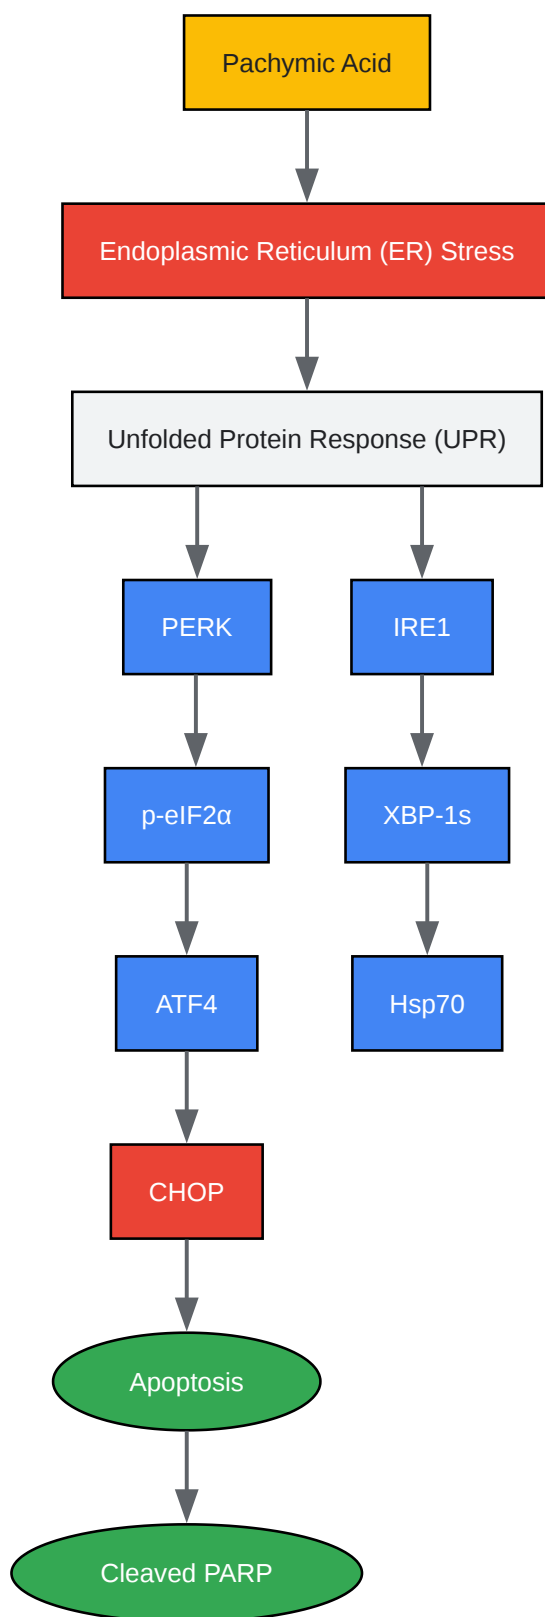 Pachymic Acid
Endoplasmic Reticulum (ER) Stress
Unfolded Protein Response (UPR)
PERK
IRE1
p-eIF2α
XBP-1s
ATF4
Hsp70
CHOP
Apoptosis
Cleaved PARP